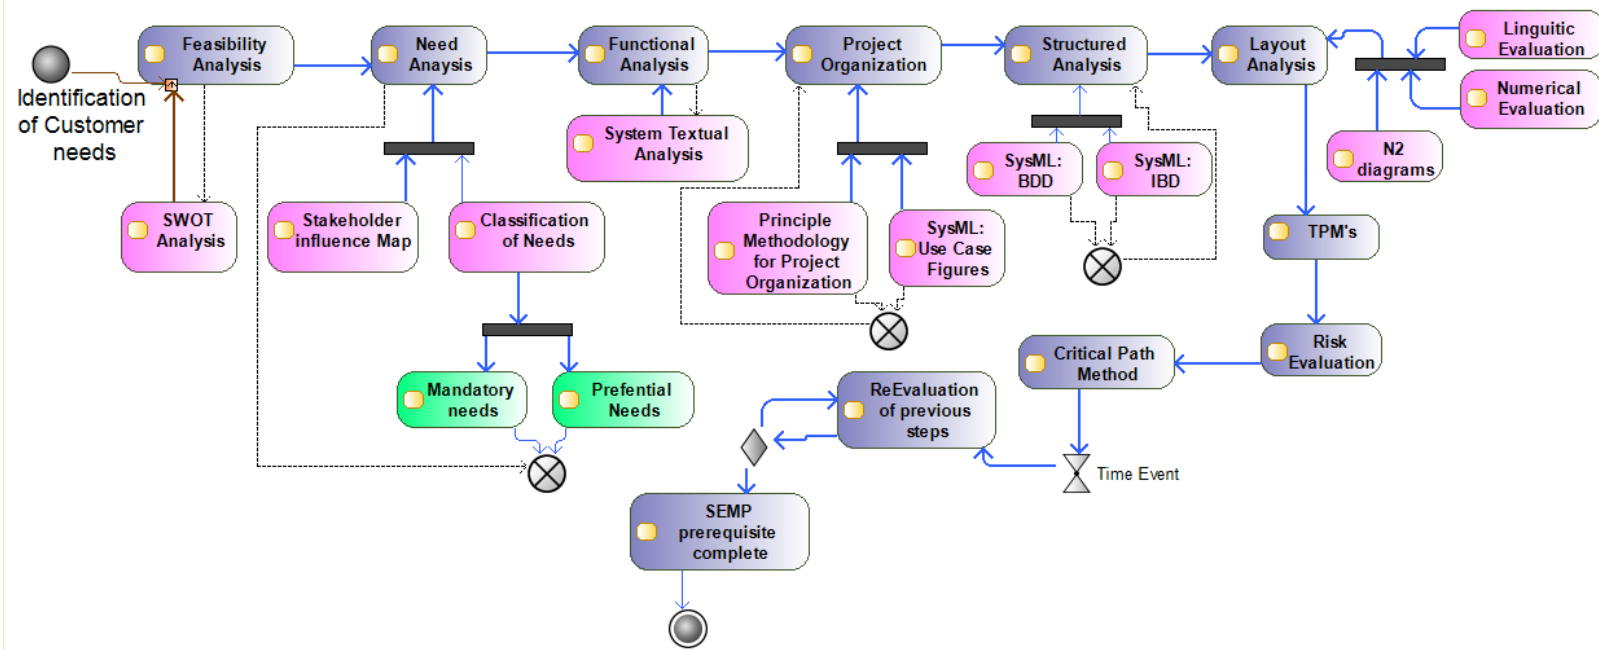 Identification
of Customer
needs
Feasibility
Analysis
Need
Anaysis
Functional
Analysis
Project
Organization
Structured
Analysis
Layout
Analysis
Linguitic
Evaluation
Numerical
Evaluation
N2
diagrams
System Textual
Analysis
SysML:
BDD
SysML:
IBD
SWOT
Analysis
Stakeholder
influence Map
Classification
of Needs
Principle
Methodology
for Project
Organization
SysML:
Use Case
Figures
TPM's
Risk
Evaluation
Critical Path
Method
Mandatory
needs
Prefential
Needs
ReEvaluation
of previous
steps
Time Event
SEMP
prerequisite
complete